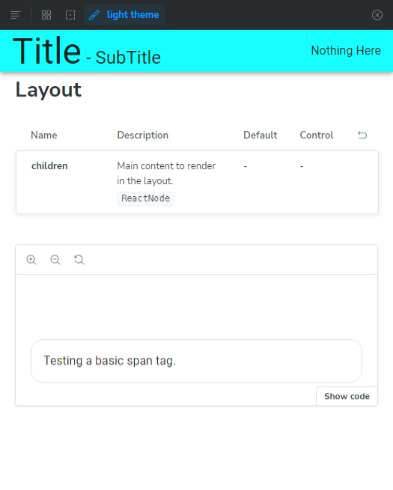 light theme
Title - SubTitle
Nothing Here
Layout
Name Description Default Control
children Main content to render - -
in the layout.
ReactNode
Testing a basic span tag.
Show code